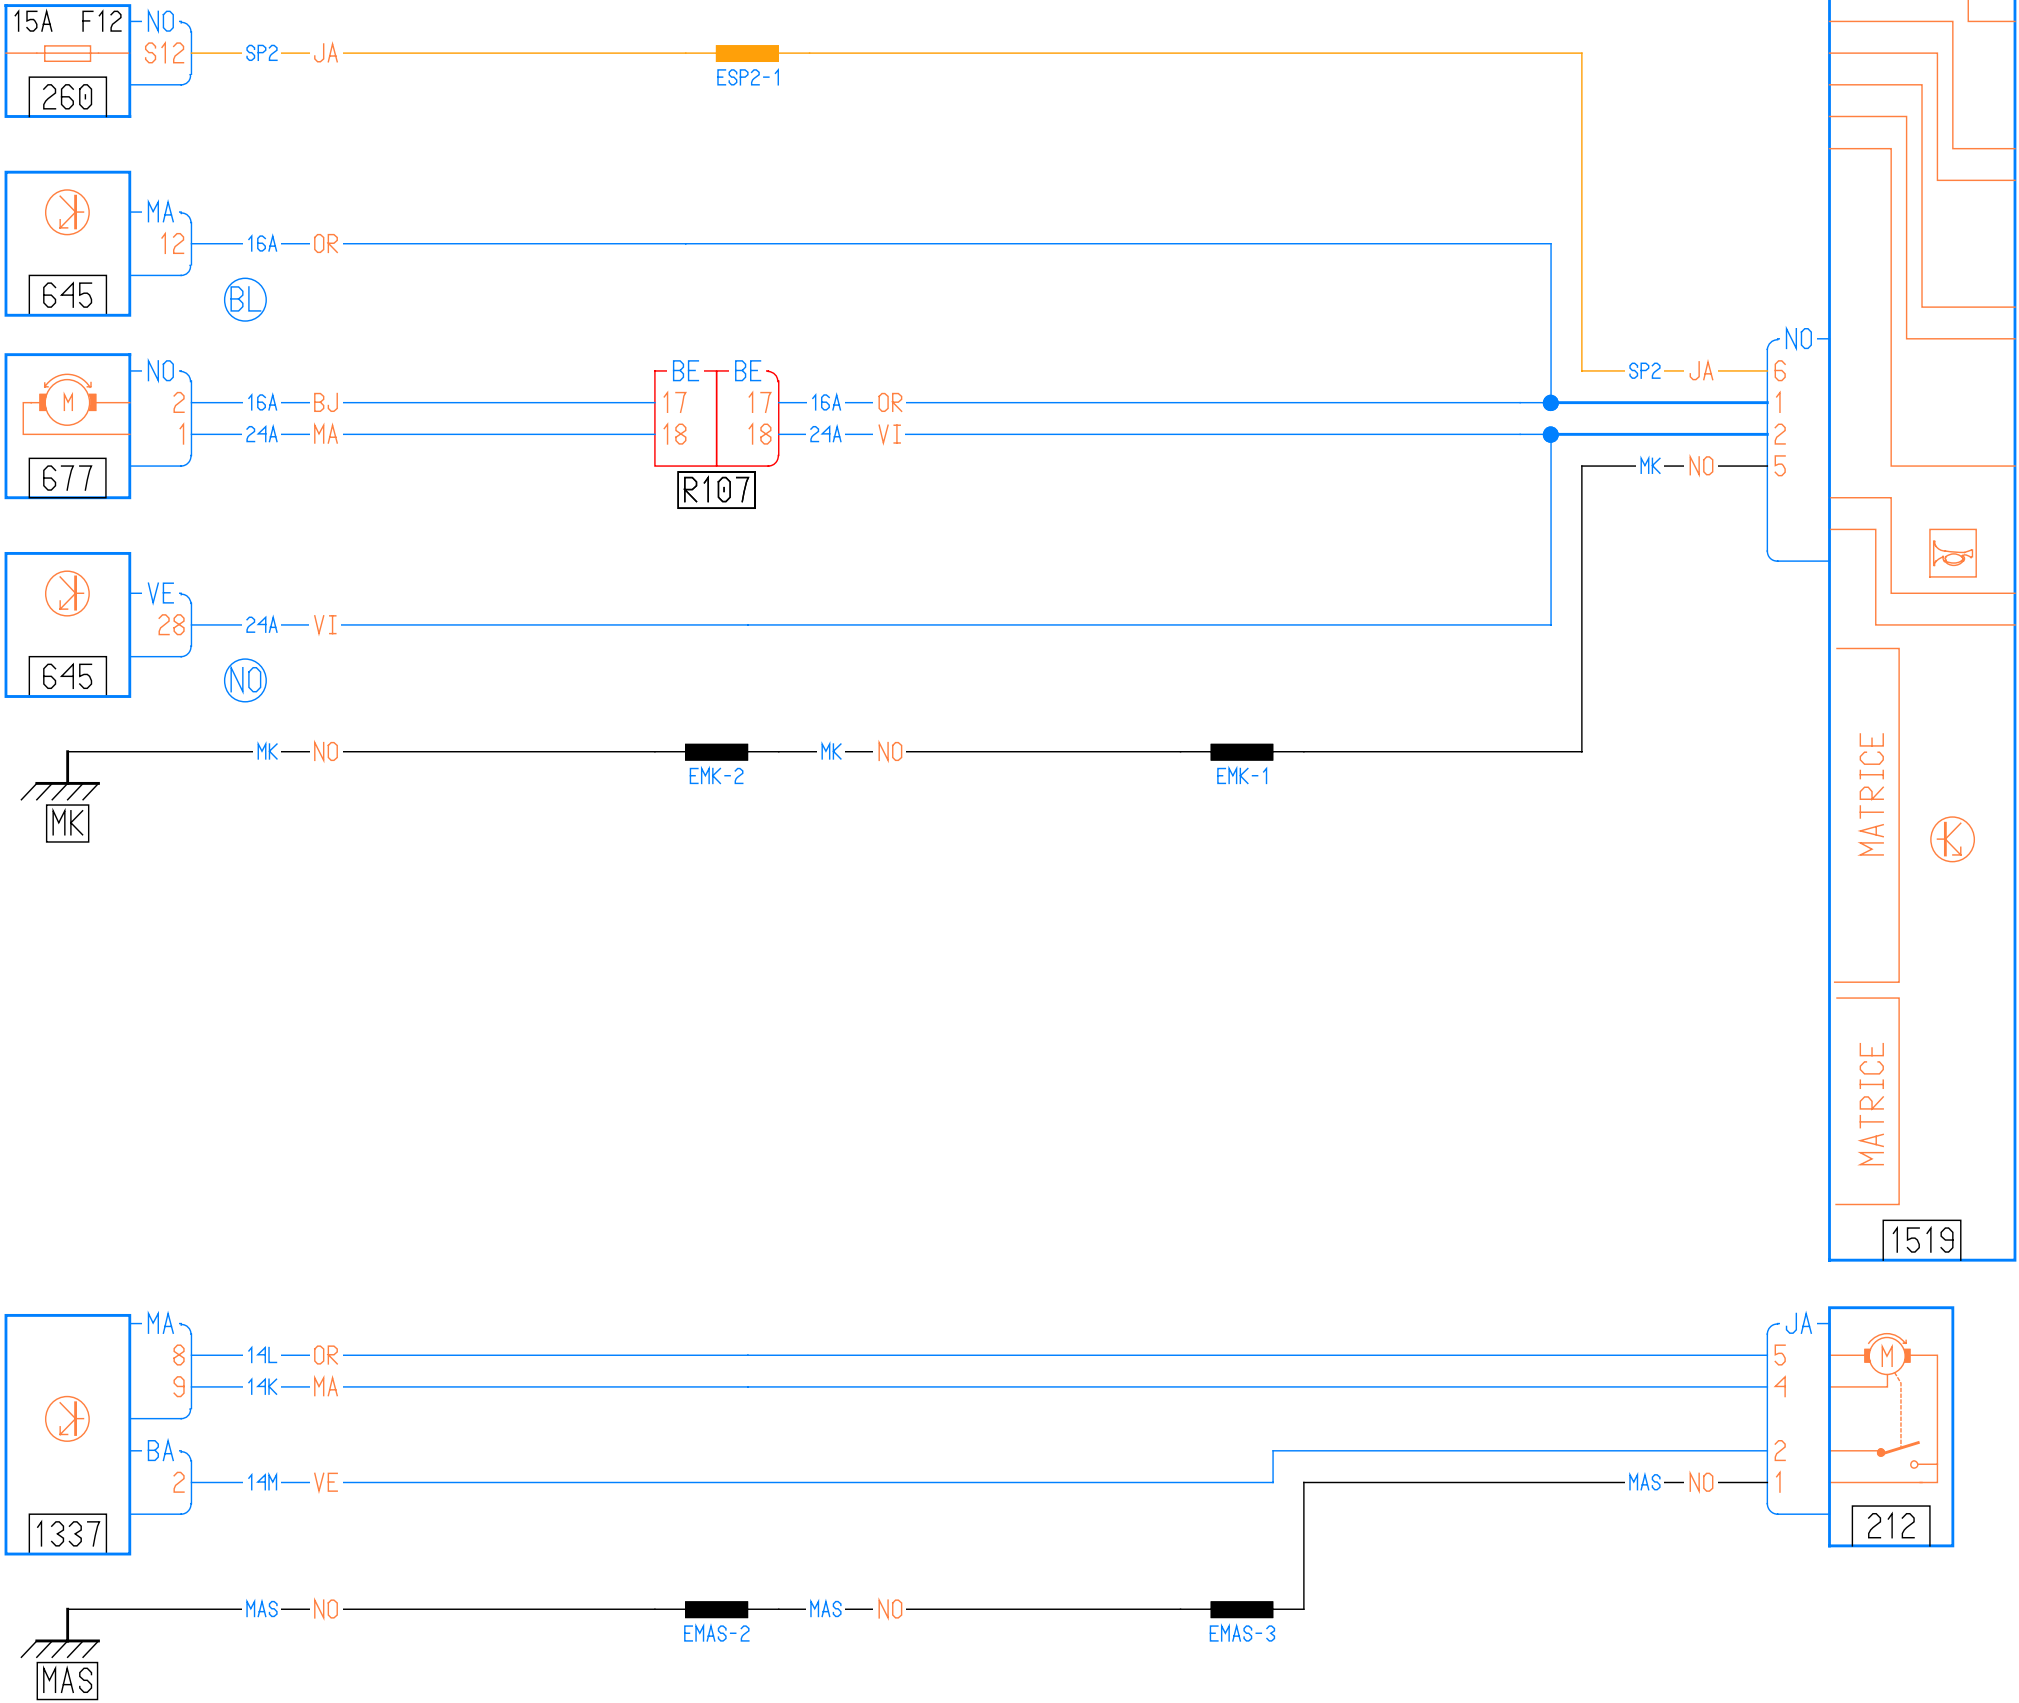 15A F12 NO
S12 SP2 JA
ESP2-1
260
MA
12 16A OR
645 BL
NO
NO BE BE 6 SP2 JA
2 16A BJ 17 17 16A OR 1
1 24A MA 18 18 24A VI 2
M
677 R107 MK NO 5
VE
28 24A VI
645 NO
MK NO MK NO
EMK-2 EMK-1
MK
MATRICE
MATRICE
1519
MA JA
8 14L OR 5 M
9 14K MA 4
BA 2
2 14M VE MAS NO 1
1337 212
MAS NO MAS NO
EMAS-2 EMAS-3
MAS